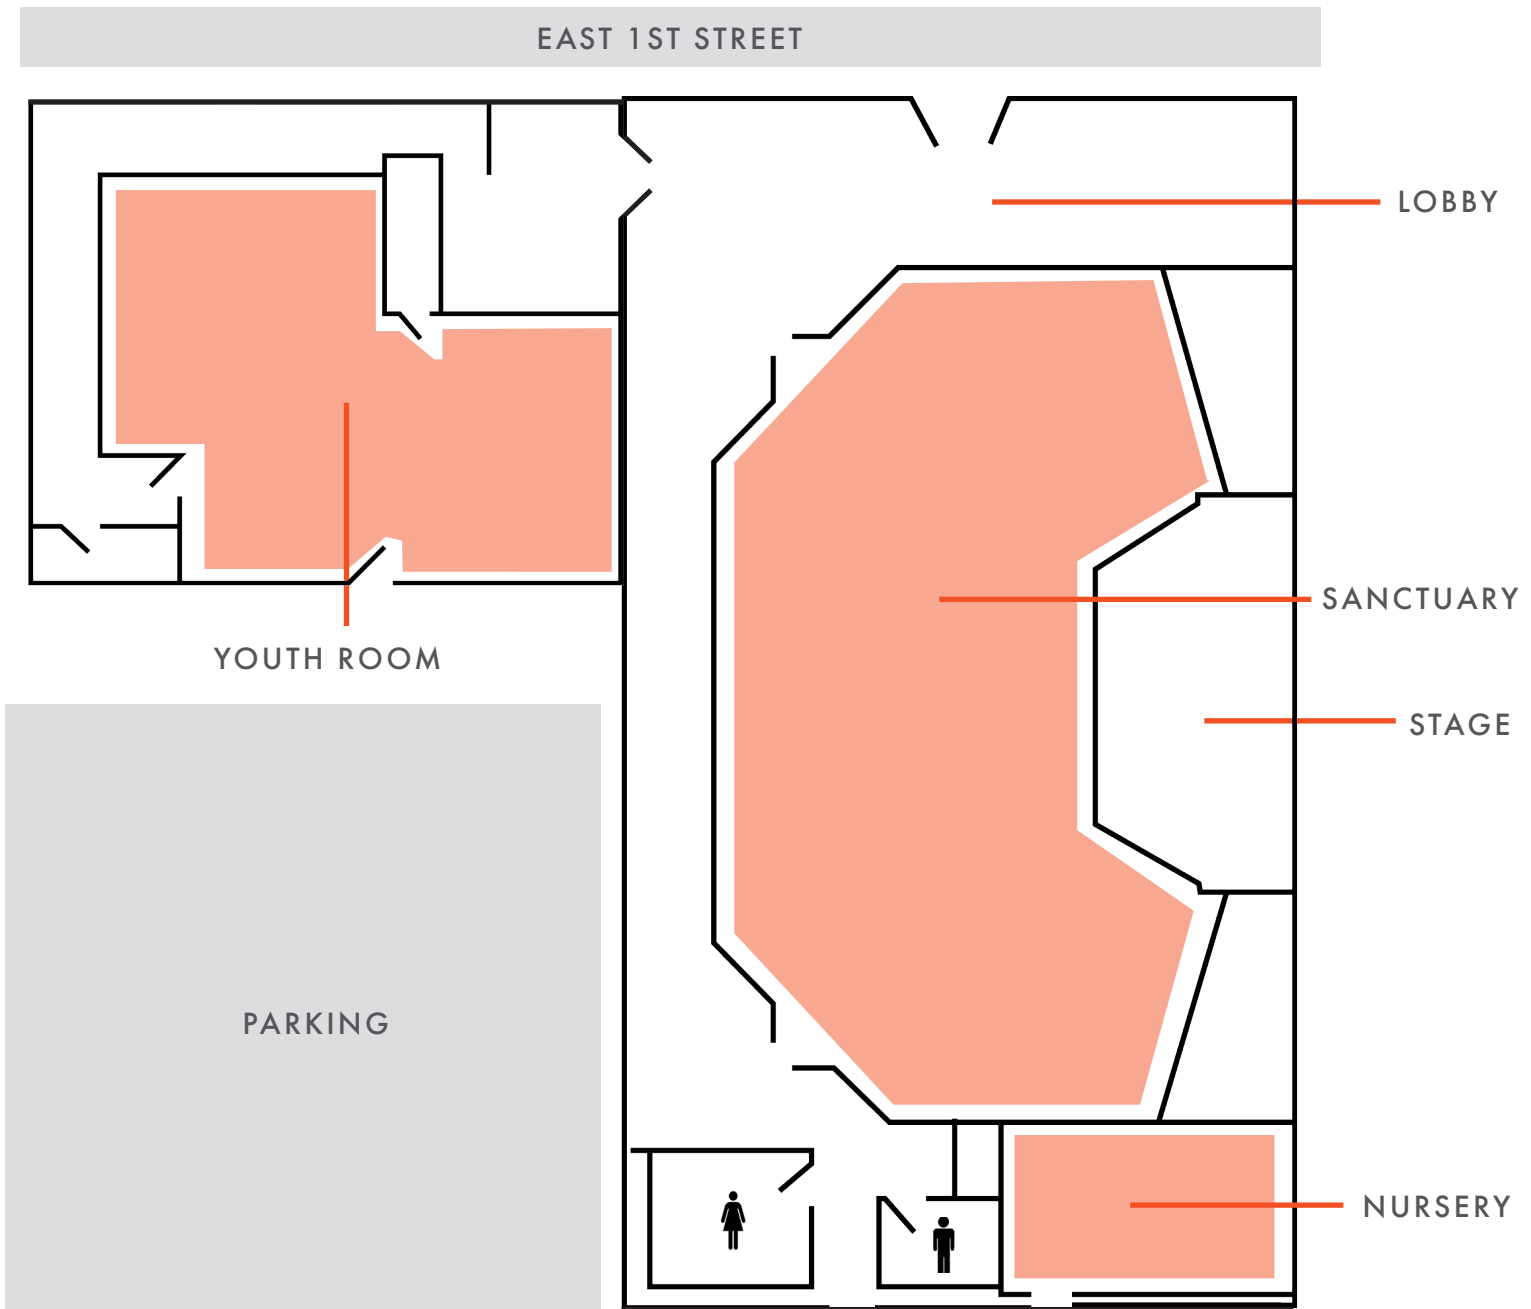 EAST 1ST STREET
LOBBY
SANCTUARY
YOUTH ROOM
STAGE
PARKING
NURSERY